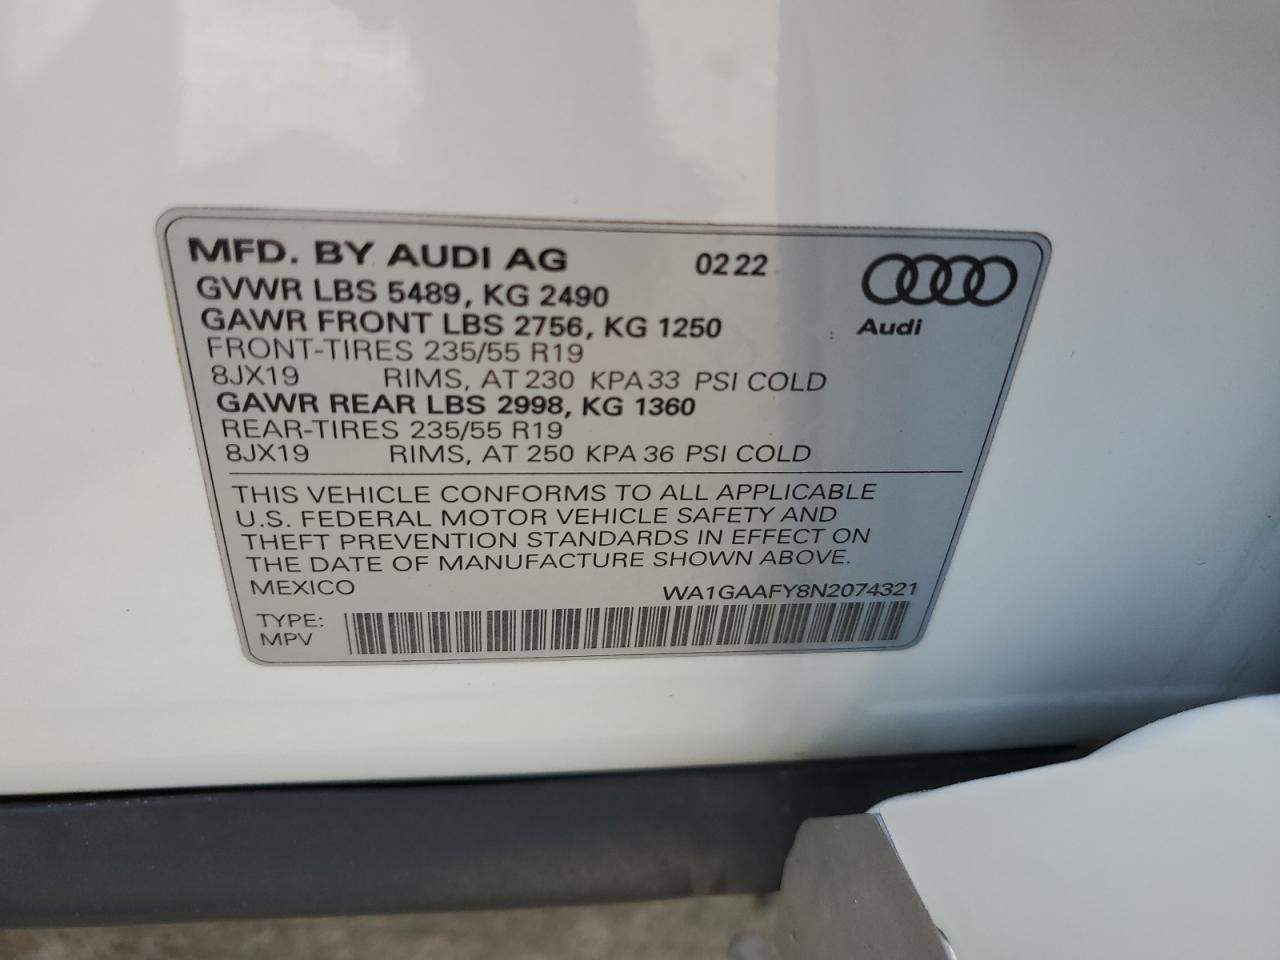 MFD. BY AUDI AG 02 22
GVWR LBS 5489, KG 2490
GAWR FRONT LBS 2756, KG 1250
Audi
FRONT-TIRES 235/55 R19
8JX19 RIMS, AT 230 KPA 33 PSI COLD
GAWR REAR LBS 2998, KG 1360
REAR-TIRES 235/55 R19
8JX19 RIMS, AT 250 KPA 36 PSI COLD
THIS VEHICLE CONFORMS TO ALL APPLICABLE
U.S. FEDERAL MOTOR VEHICLE SAFETY AND
THEFT PREVENTION STANDARDS IN EFFECT ON
THE DATE OF MANUFACTURE SHOWN ABOVE.
MEXICO WA1GAAFY8N2074321
TYPE:
MPV